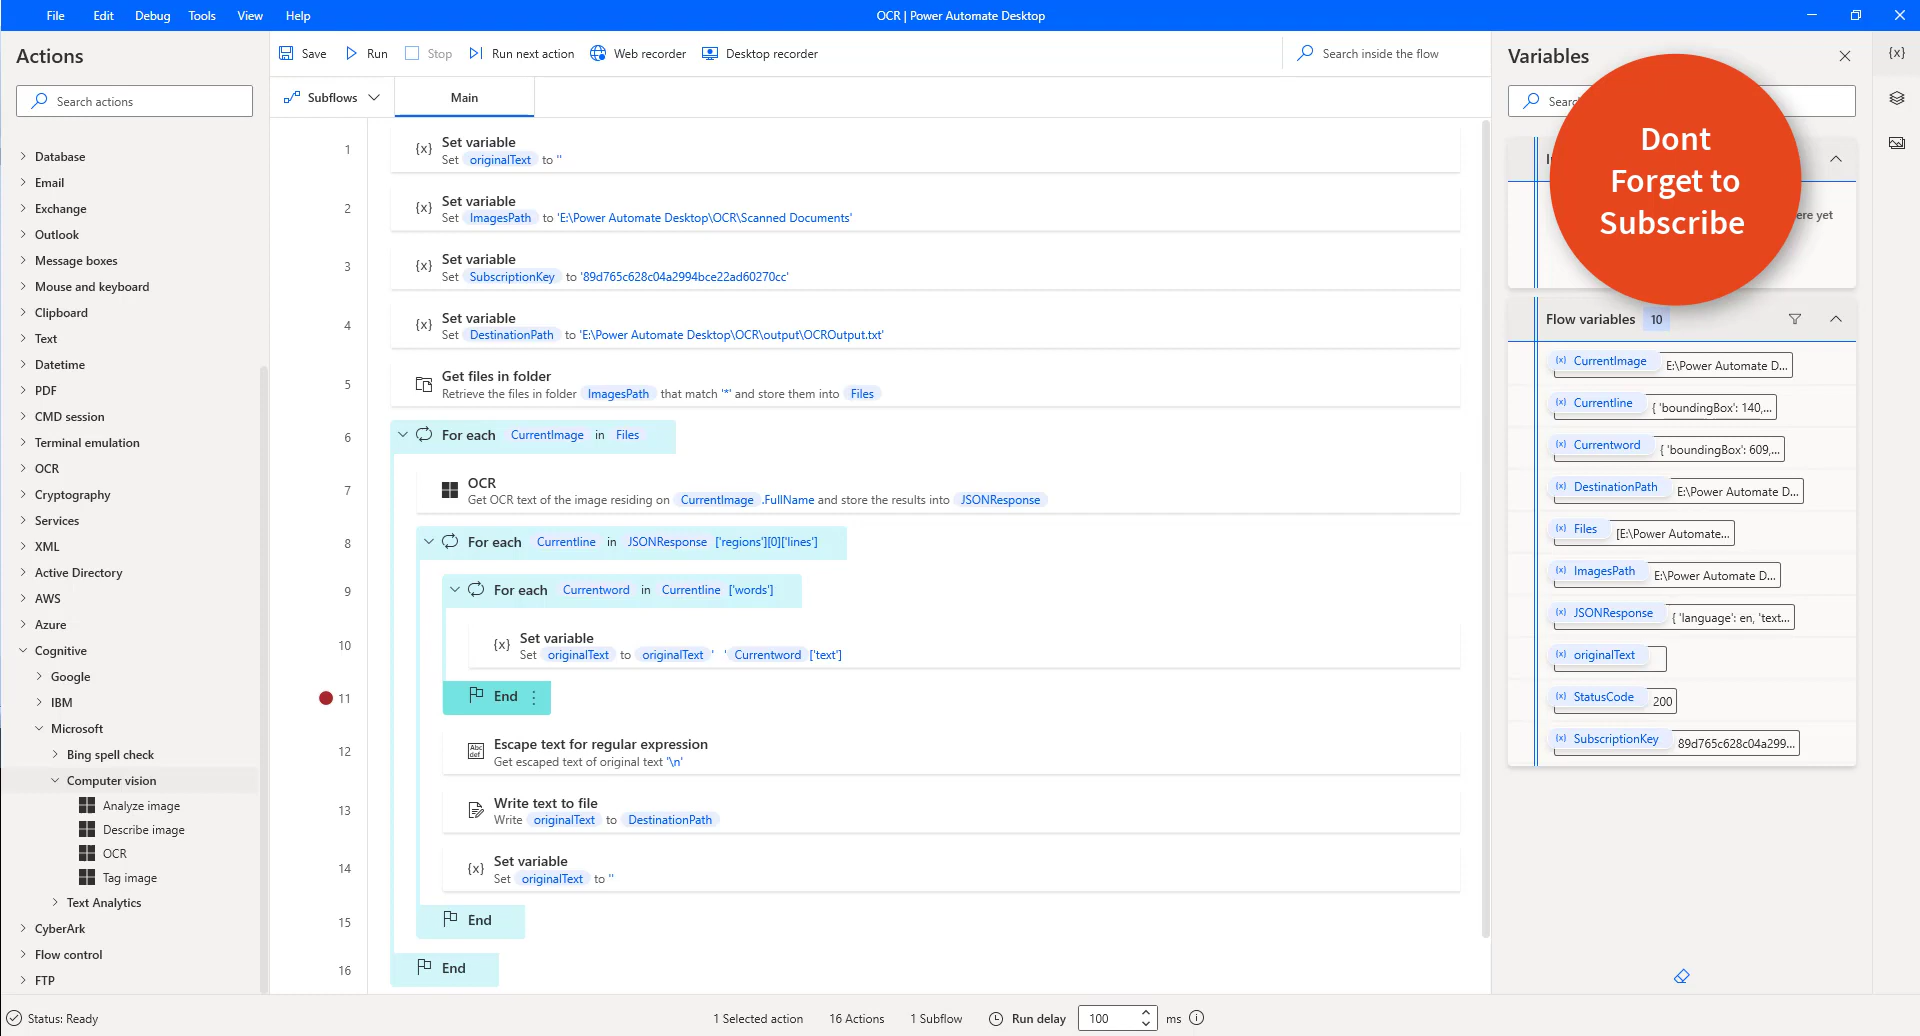 File Edit Debug Tools View Help
OCR | Power Automate Desktop
Actions
Search actions
Database
Email
Exchange
Outlook
Message boxes
Mouse and keyboard
Clipboard
Text
Datetime
PDF
CMD session
Terminal emulation
OCR
Cryptography
Services
XML
Active Directory
AWS
Azure
Cognitive
Google
IBM
Microsoft
Bing spell check
Computer vision
Analyze image
Describe image
OCR
Tag image
Text Analytics
CyberArk
Flow control
FTP
Save Run Stop Run next action Web recorder Desktop recorder
Search inside the flow
Subflows Main
1 {x} Set variable
Set originalText to ''
2 {x} Set variable
Set ImagesPath to 'E:\Power Automate Desktop\OCR\Scanned Documents'
3 {x} Set variable
Set SubscriptionKey to '89d765c628c04a2994bce22ad60270cc'
4 {x} Set variable
Set DestinationPath to 'E:\Power Automate Desktop\OCR\output\OCROutput.txt'
5 Get files in folder
Retrieve the files in folder ImagesPath that match '*' and store them into Files
6 For each CurrentImage in Files
7 OCR
Get OCR text of the image residing on CurrentImage .FullName and store the results into JSONResponse
8 For each Currentline in JSONResponse ['regions'][0]['lines']
9 For each Currentword in Currentline ['words']
10 {x} Set variable
Set originalText to originalText ' ' Currentword ['text']
11 End
12 Abc def Escape text for regular expression
Get escaped text of original text '\n'
13 Write text to file
Write originalText to DestinationPath
14 {x} Set variable
Set originalText to ''
15 End
16 End
Variables
{x}
Dont
Forget to
Subscribe
ere yet
Flow variables 10
(x) CurrentImage E:\Power Automate D...
(x) Currentline { 'boundingBox': 140,...
(x) Currentword { 'boundingBox': 609,...
(x) DestinationPath E:\Power Automate D...
(x) Files [E:\Power Automate...
(x) ImagesPath E:\Power Automate D...
(x) JSONResponse { 'language': en, 'text...
(x) originalText
(x) StatusCode 200
(x) SubscriptionKey 89d765c628c04a299...
Status: Ready
1 Selected action 16 Actions 1 Subflow Run delay 100 ms